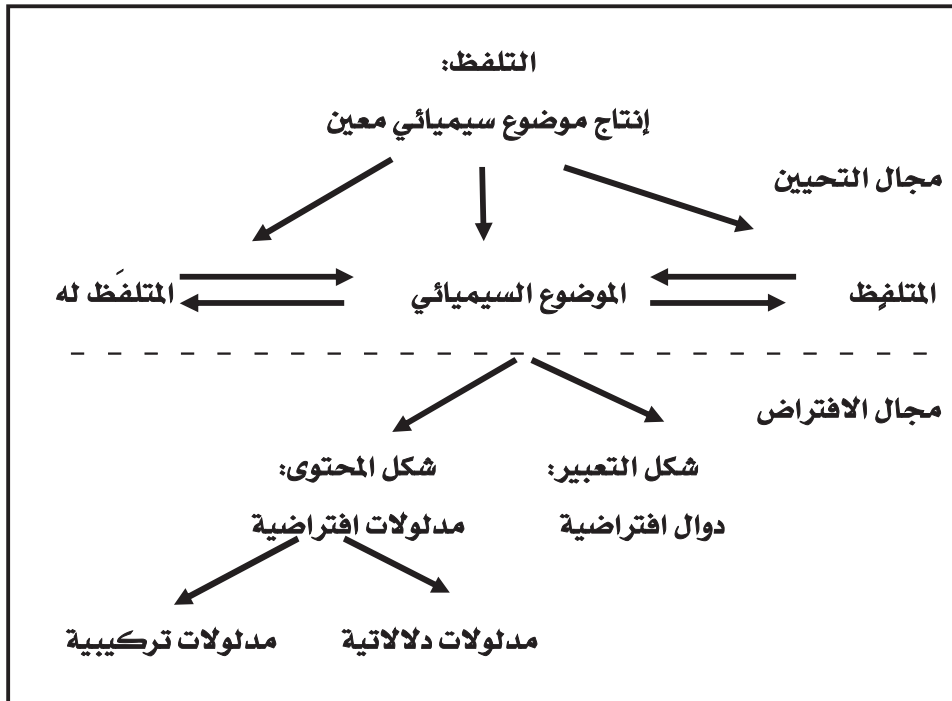 التلفظ:
إنتاج موضوع سيميائي معين
مجال التحيين
المتلفِظ
الموضوع السيميائي
المتلفَظ له
مجال الافتراض
شكل التعبير:
شكل المحتوى:
دوال افتراضية
مدلولات افتراضية
مدلولات دلالاتية
مدلولات تركيبية